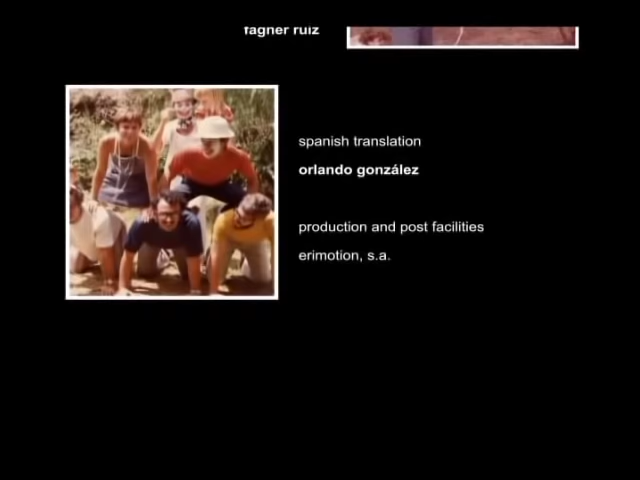 fagner ruiz
spanish translation
orlando gonzález
production and post facilities
erimotion, s.a.